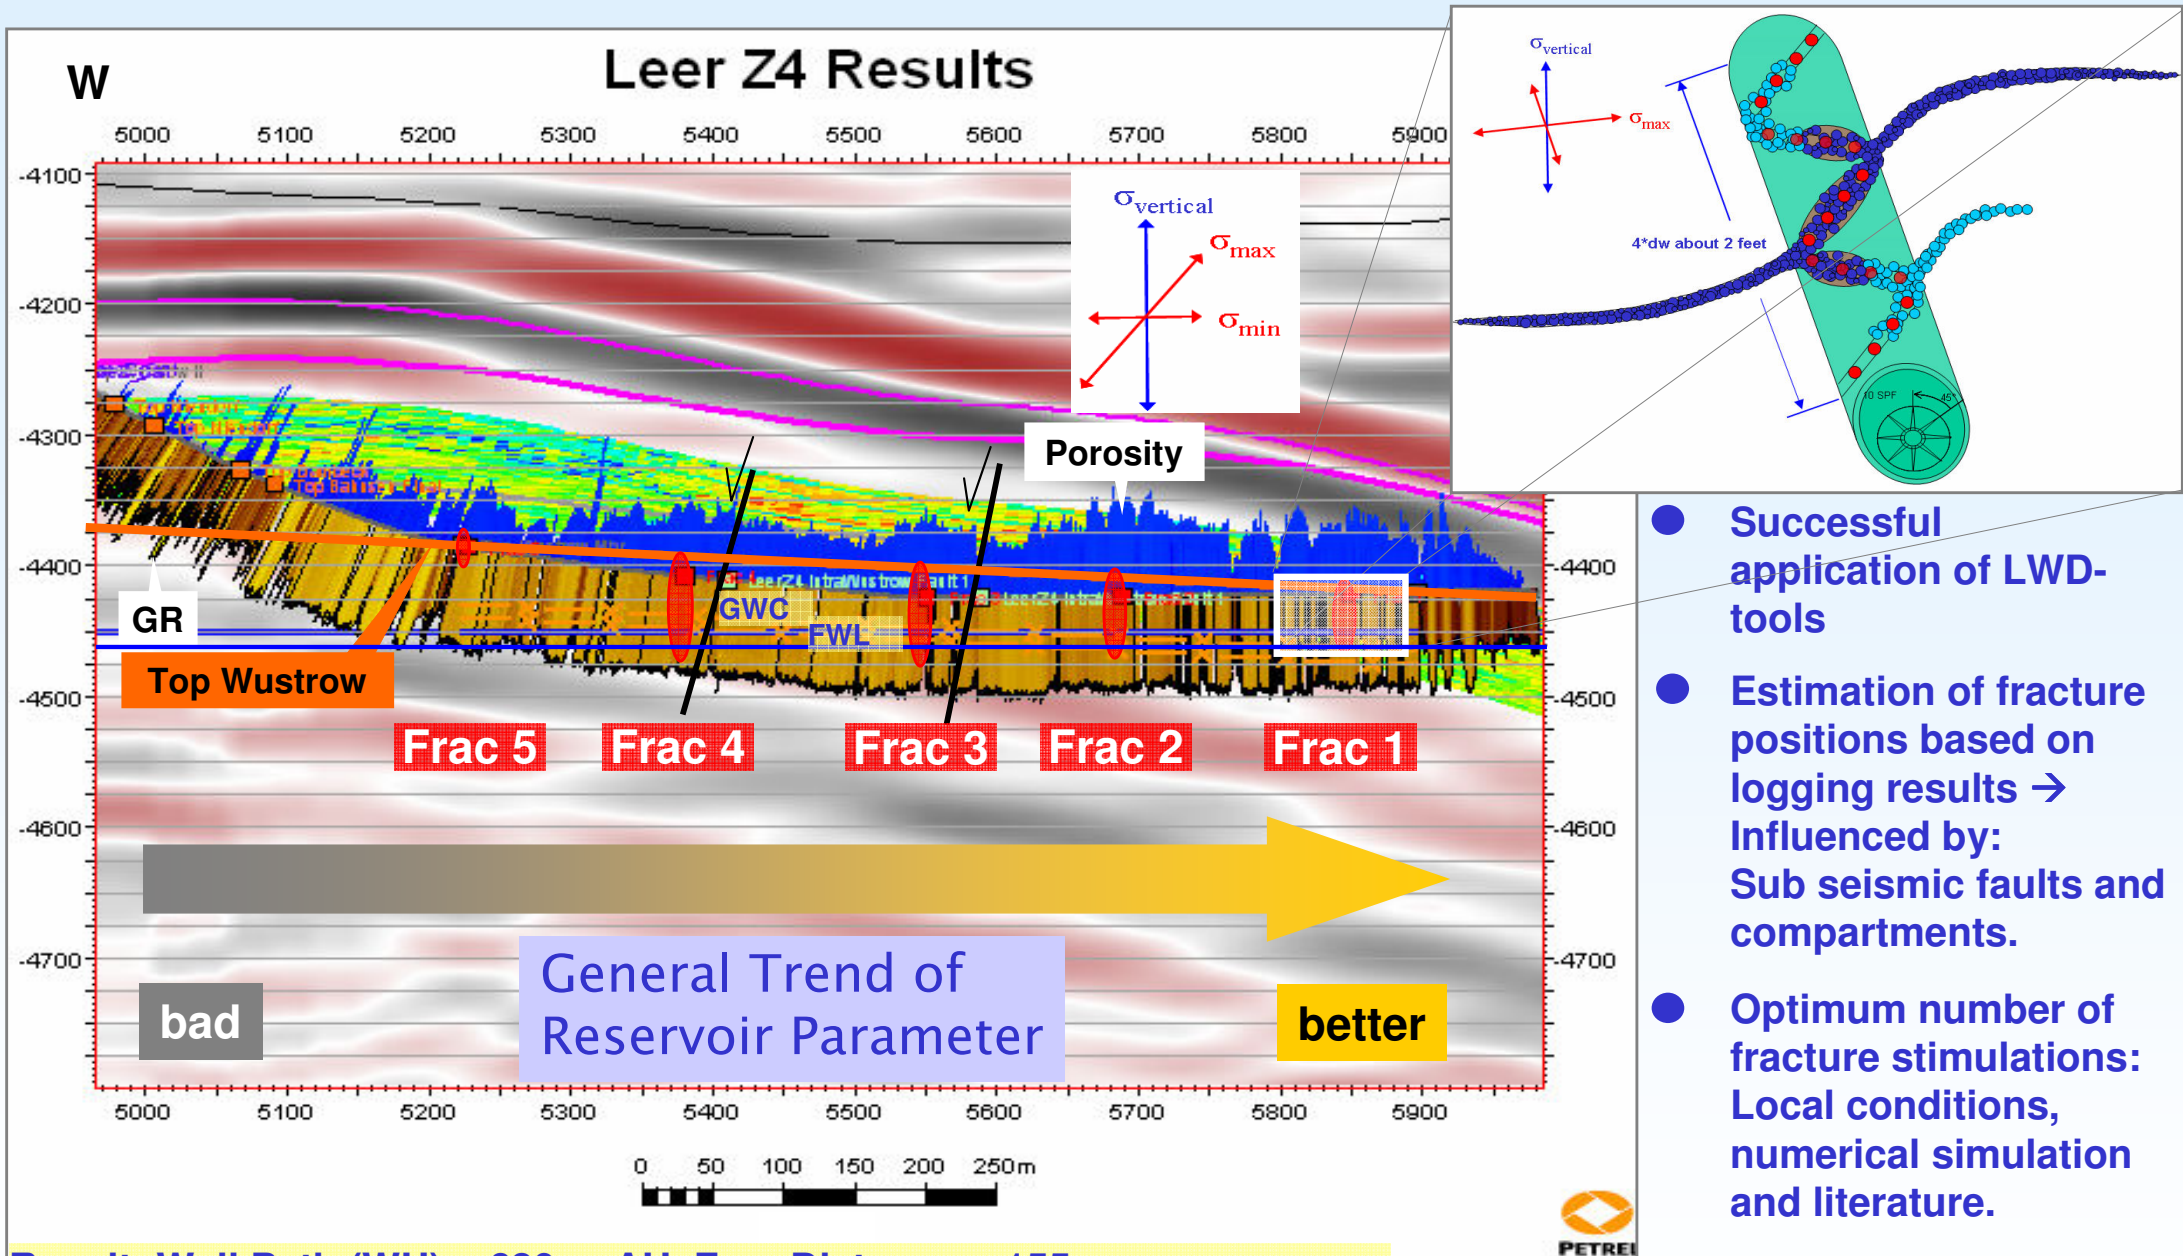 Leer Z4 Results
W
5000 5100 5200 5300 5400 5500 5600 5700 5800 5900
-4100
-4200
-4300
-4400
-4500
-4600
-4700
-4400
-4500
-4600
-4700
σvertical
σmax
σmin
Porosity
GR
Top Wustrow
GWC
FWL
Frac 5
Frac 4
Frac 3
Frac 2
Frac 1
General Trend of
Reservoir Parameter
bad
better
5000 5100 5200 5300 5400 5500 5600 5700 5800 5900
0 50 100 150 200 250m
PETREL
σvertical
σmax
4*dw about 2 feet
10 SPF
45°
Successful
application of LWD-
tools
Estimation of fracture
positions based on
logging results →
Influenced by:
Sub seismic faults and
compartments.
Optimum number of
fracture stimulations:
Local conditions,
numerical simulation
and literature.